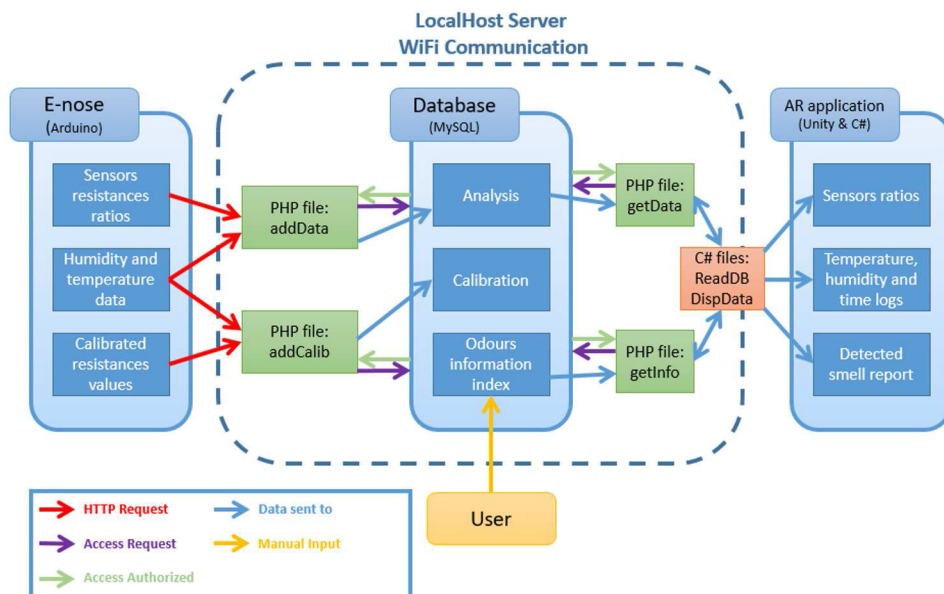 LocalHost Server
WiFi Communication
E-nose
(Arduino)
Sensors
resistances
ratios
Humidity and
temperature
data
Calibrated
resistances
values
PHP file:
addData
PHP file:
addCalib
Database
(MySQL)
Analysis
Calibration
Odours
information
index
PHP file:
getData
PHP file:
getInfo
C# files:
ReadDB
DispData
AR application
(Unity & C#)
Sensors ratios
Temperature,
humidity and
time logs
Detected
smell report
User
HTTP Request
Access Request
Access Authorized
Data sent to
Manual Input